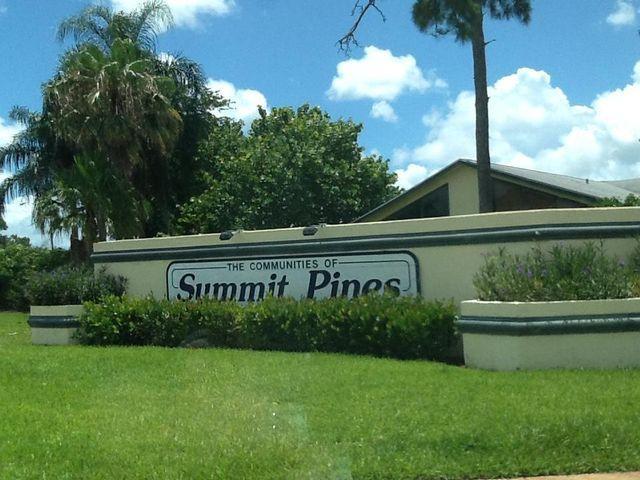 THE COMMUNITIES OF
Summit Pines